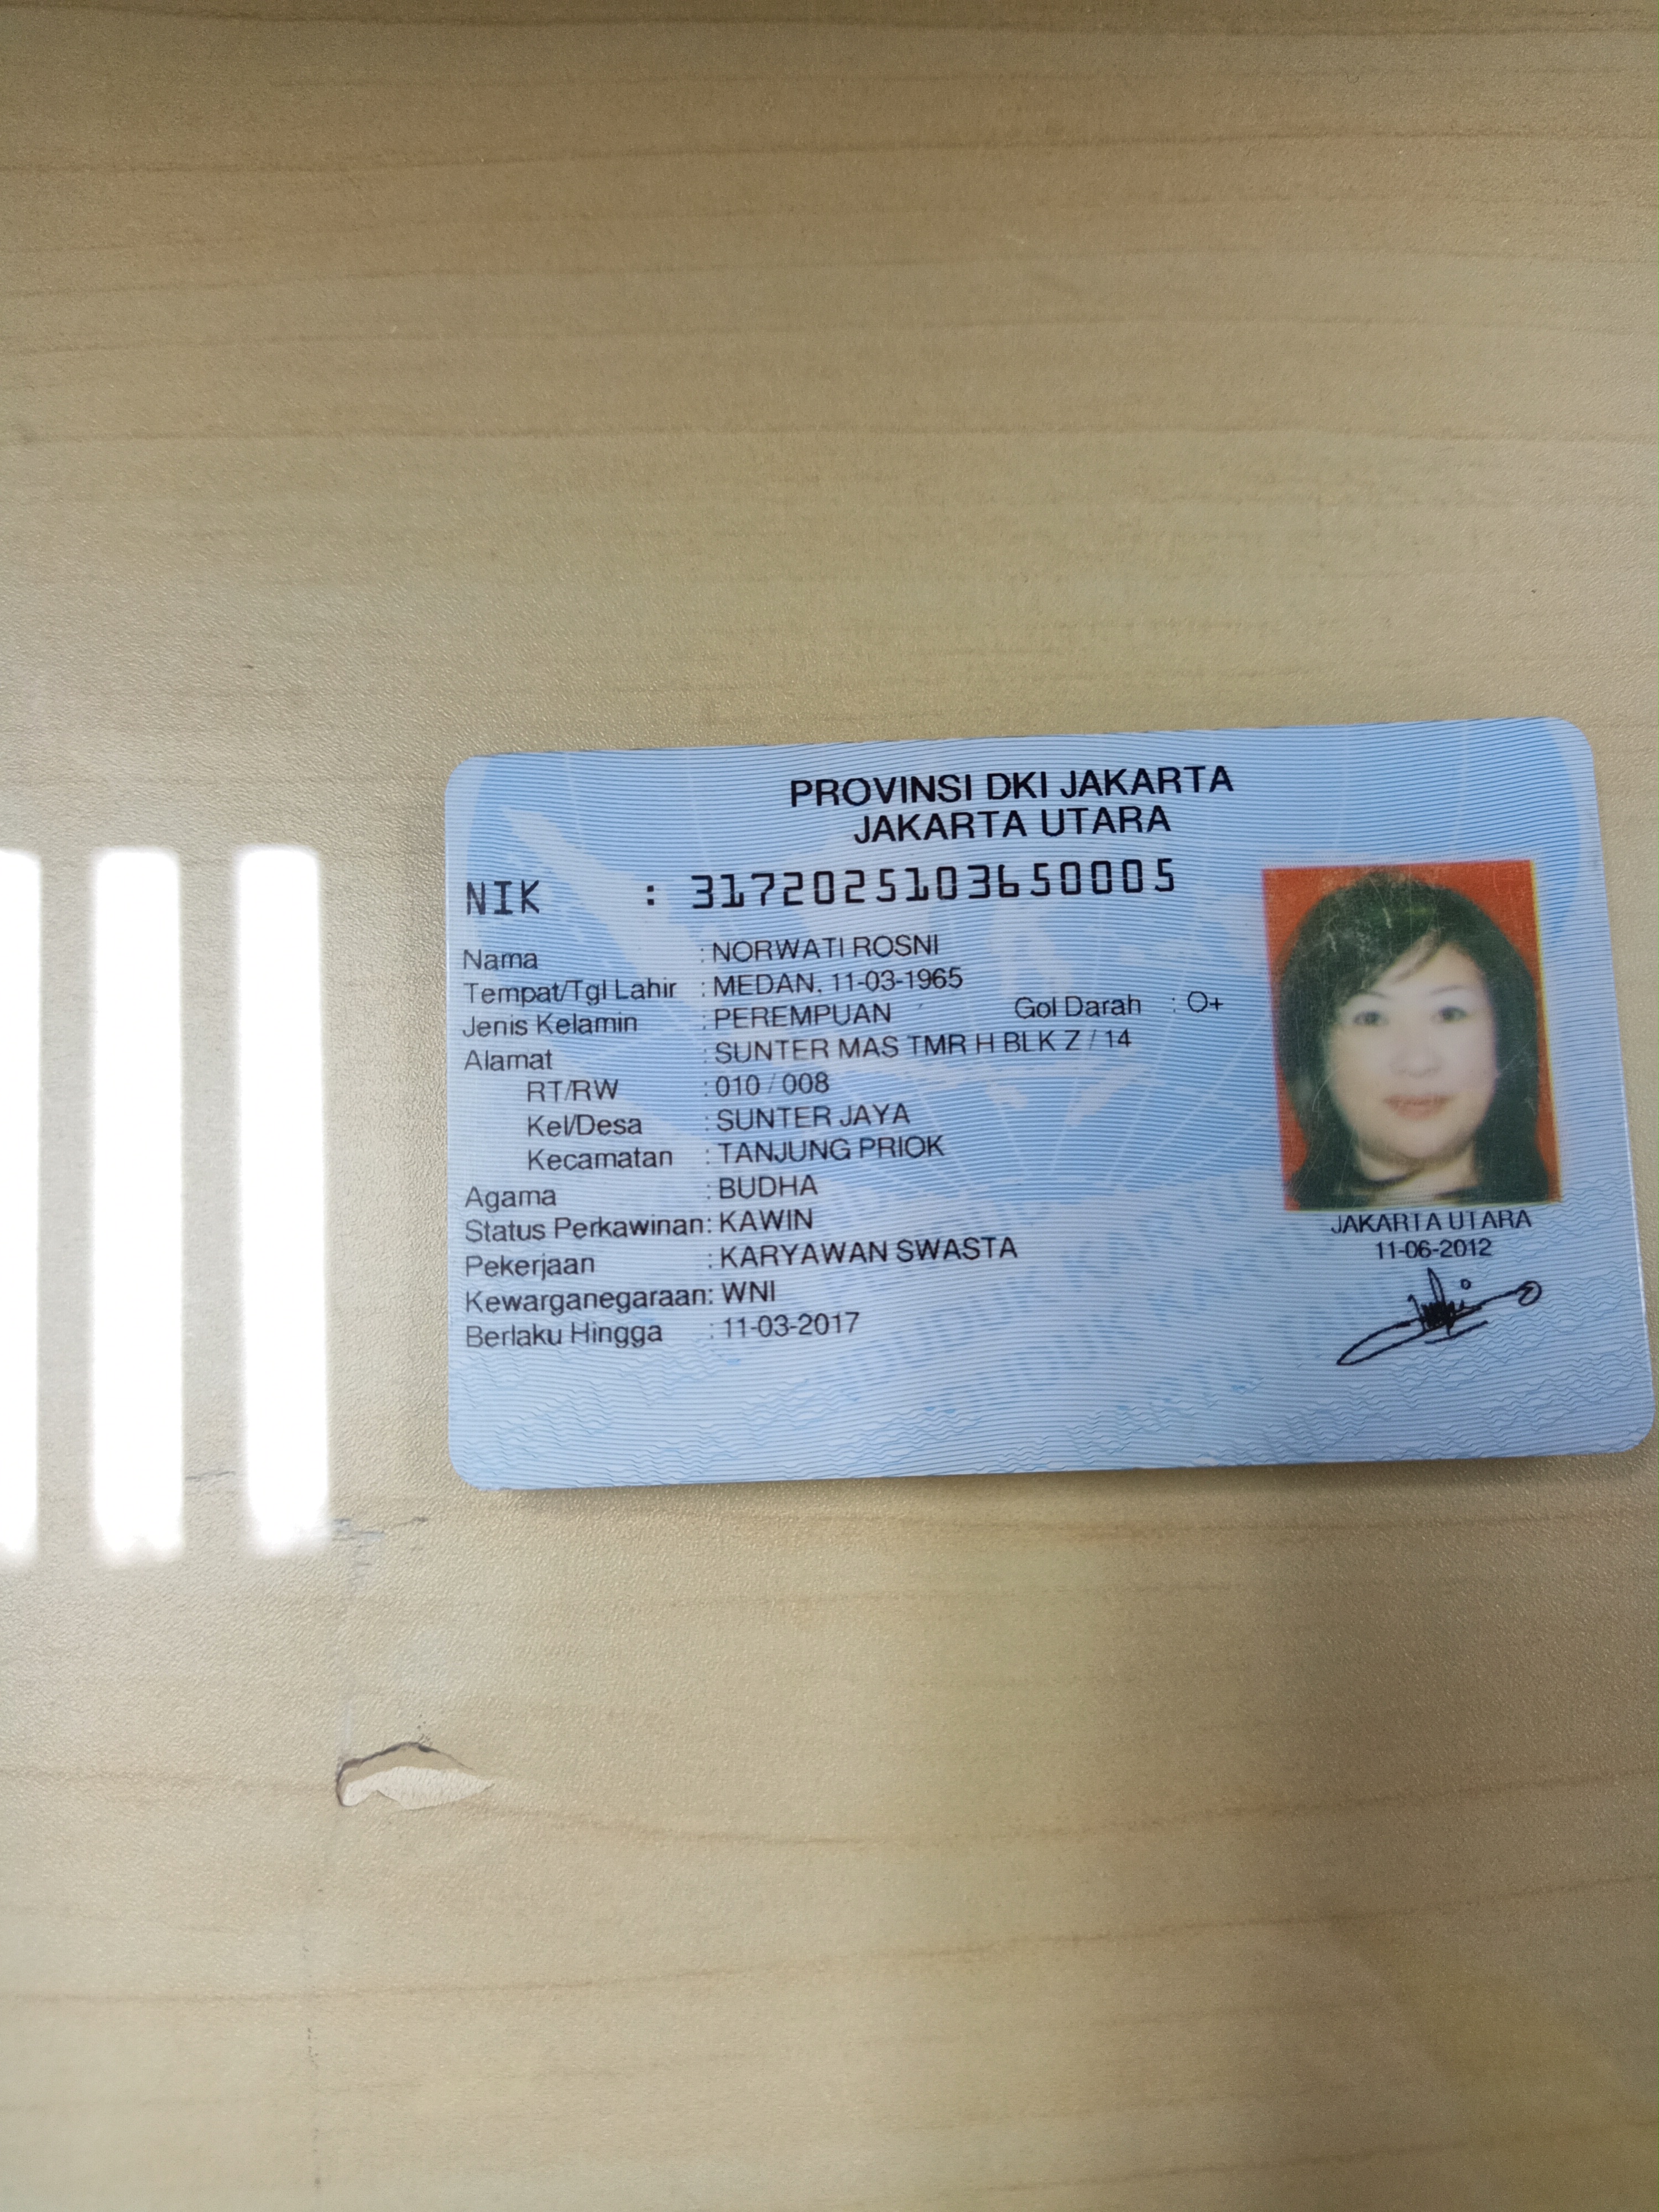 PROVINSI DKI JAKARTA
JAKARTA UTARA
NIK : 3172025103650005
Nama : NORWATI ROSNI
Tempat/Tgl Lahir : MEDAN, 11-03-1965
Jenis Kelamin : PEREMPUAN Gol Darah : O+
Alamat : SUNTER MAS TMR H BLK Z / 14
RT/RW : 010 / 008
Kel/Desa : SUNTER JAYA
Kecamatan : TANJUNG PRIOK
Agama : BUDHA
Status Perkawinan : KAWIN
Pekerjaan : KARYAWAN SWASTA
Kewarganegaraan : WNI
Berlaku Hingga : 11-03-2017
JAKARTA UTARA
11-06-2012